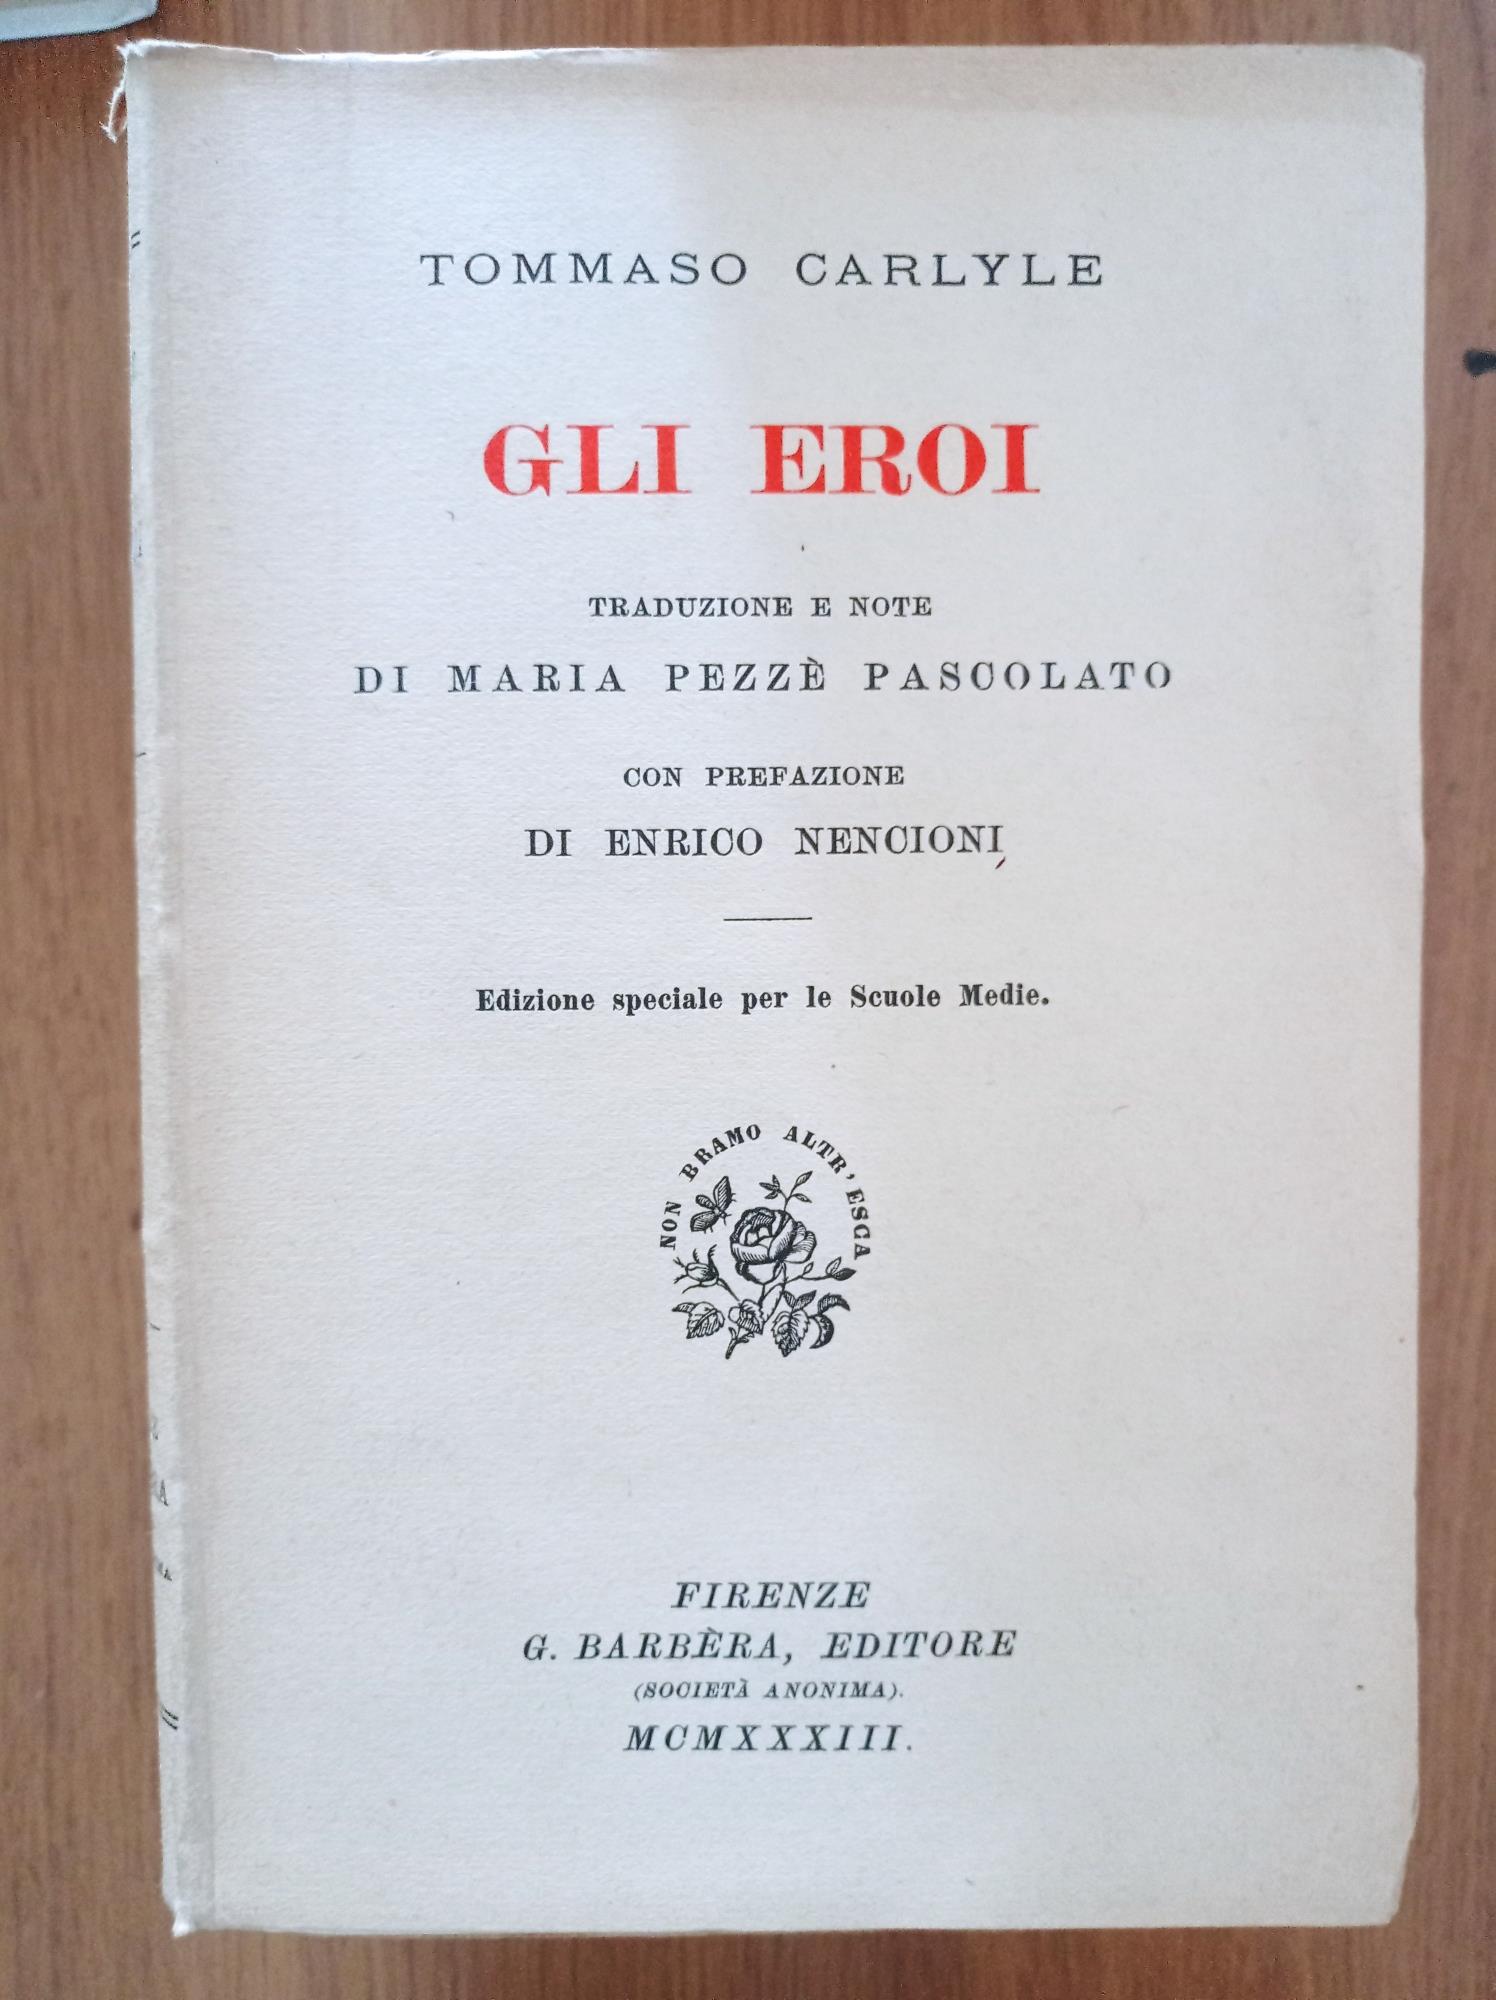 TOMMASO CARLYLE
GLI EROI
TRADUZIONE E NOTE
DI MARIA PEZZÈ PASCOLATO
CON PREFAZIONE
DI ENRICO NENCIONI
Edizione speciale per le Scuole Medie.
NON BRAMO ALTR' ESCA
FIRENZE
G. BARBÈRA, EDITORE
(SOCIETÀ ANONIMA).
MCMXXXIII.